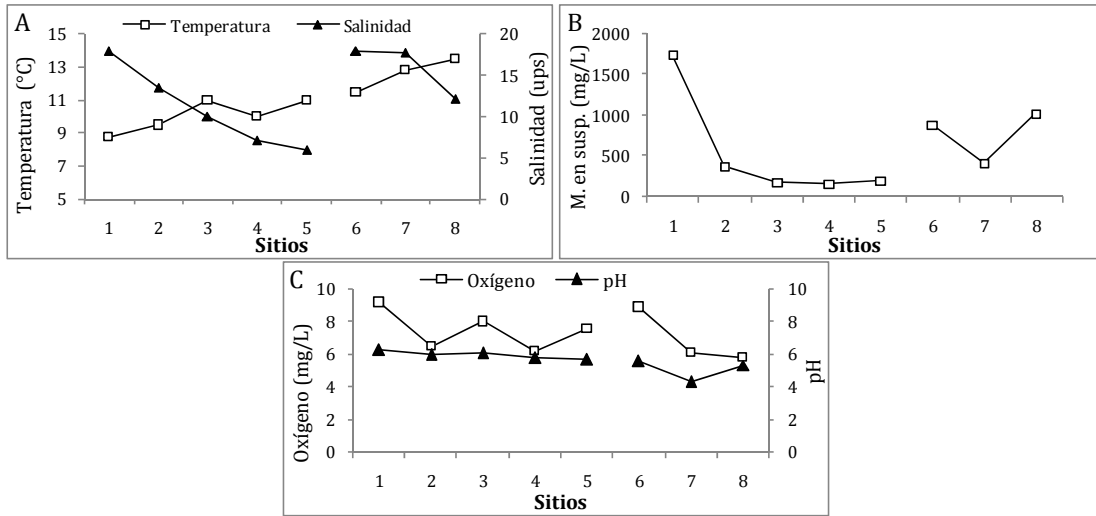 A
Temperatura
Salinidad
15
13
11
9
7
5
Temperatura (°C)
20
15
10
5
0
Salinidad (ups)
1 2 3 4 5 6 7 8
Sitios
B
2000
1500
1000
500
0
M. en susp. (mg/L)
1 2 3 4 5 6 7 8
Sitios
C
Oxígeno
pH
10
8
6
4
2
0
Oxígeno (mg/L)
10
8
6
4
2
0
pH
1 2 3 4 5 6 7 8
Sitios